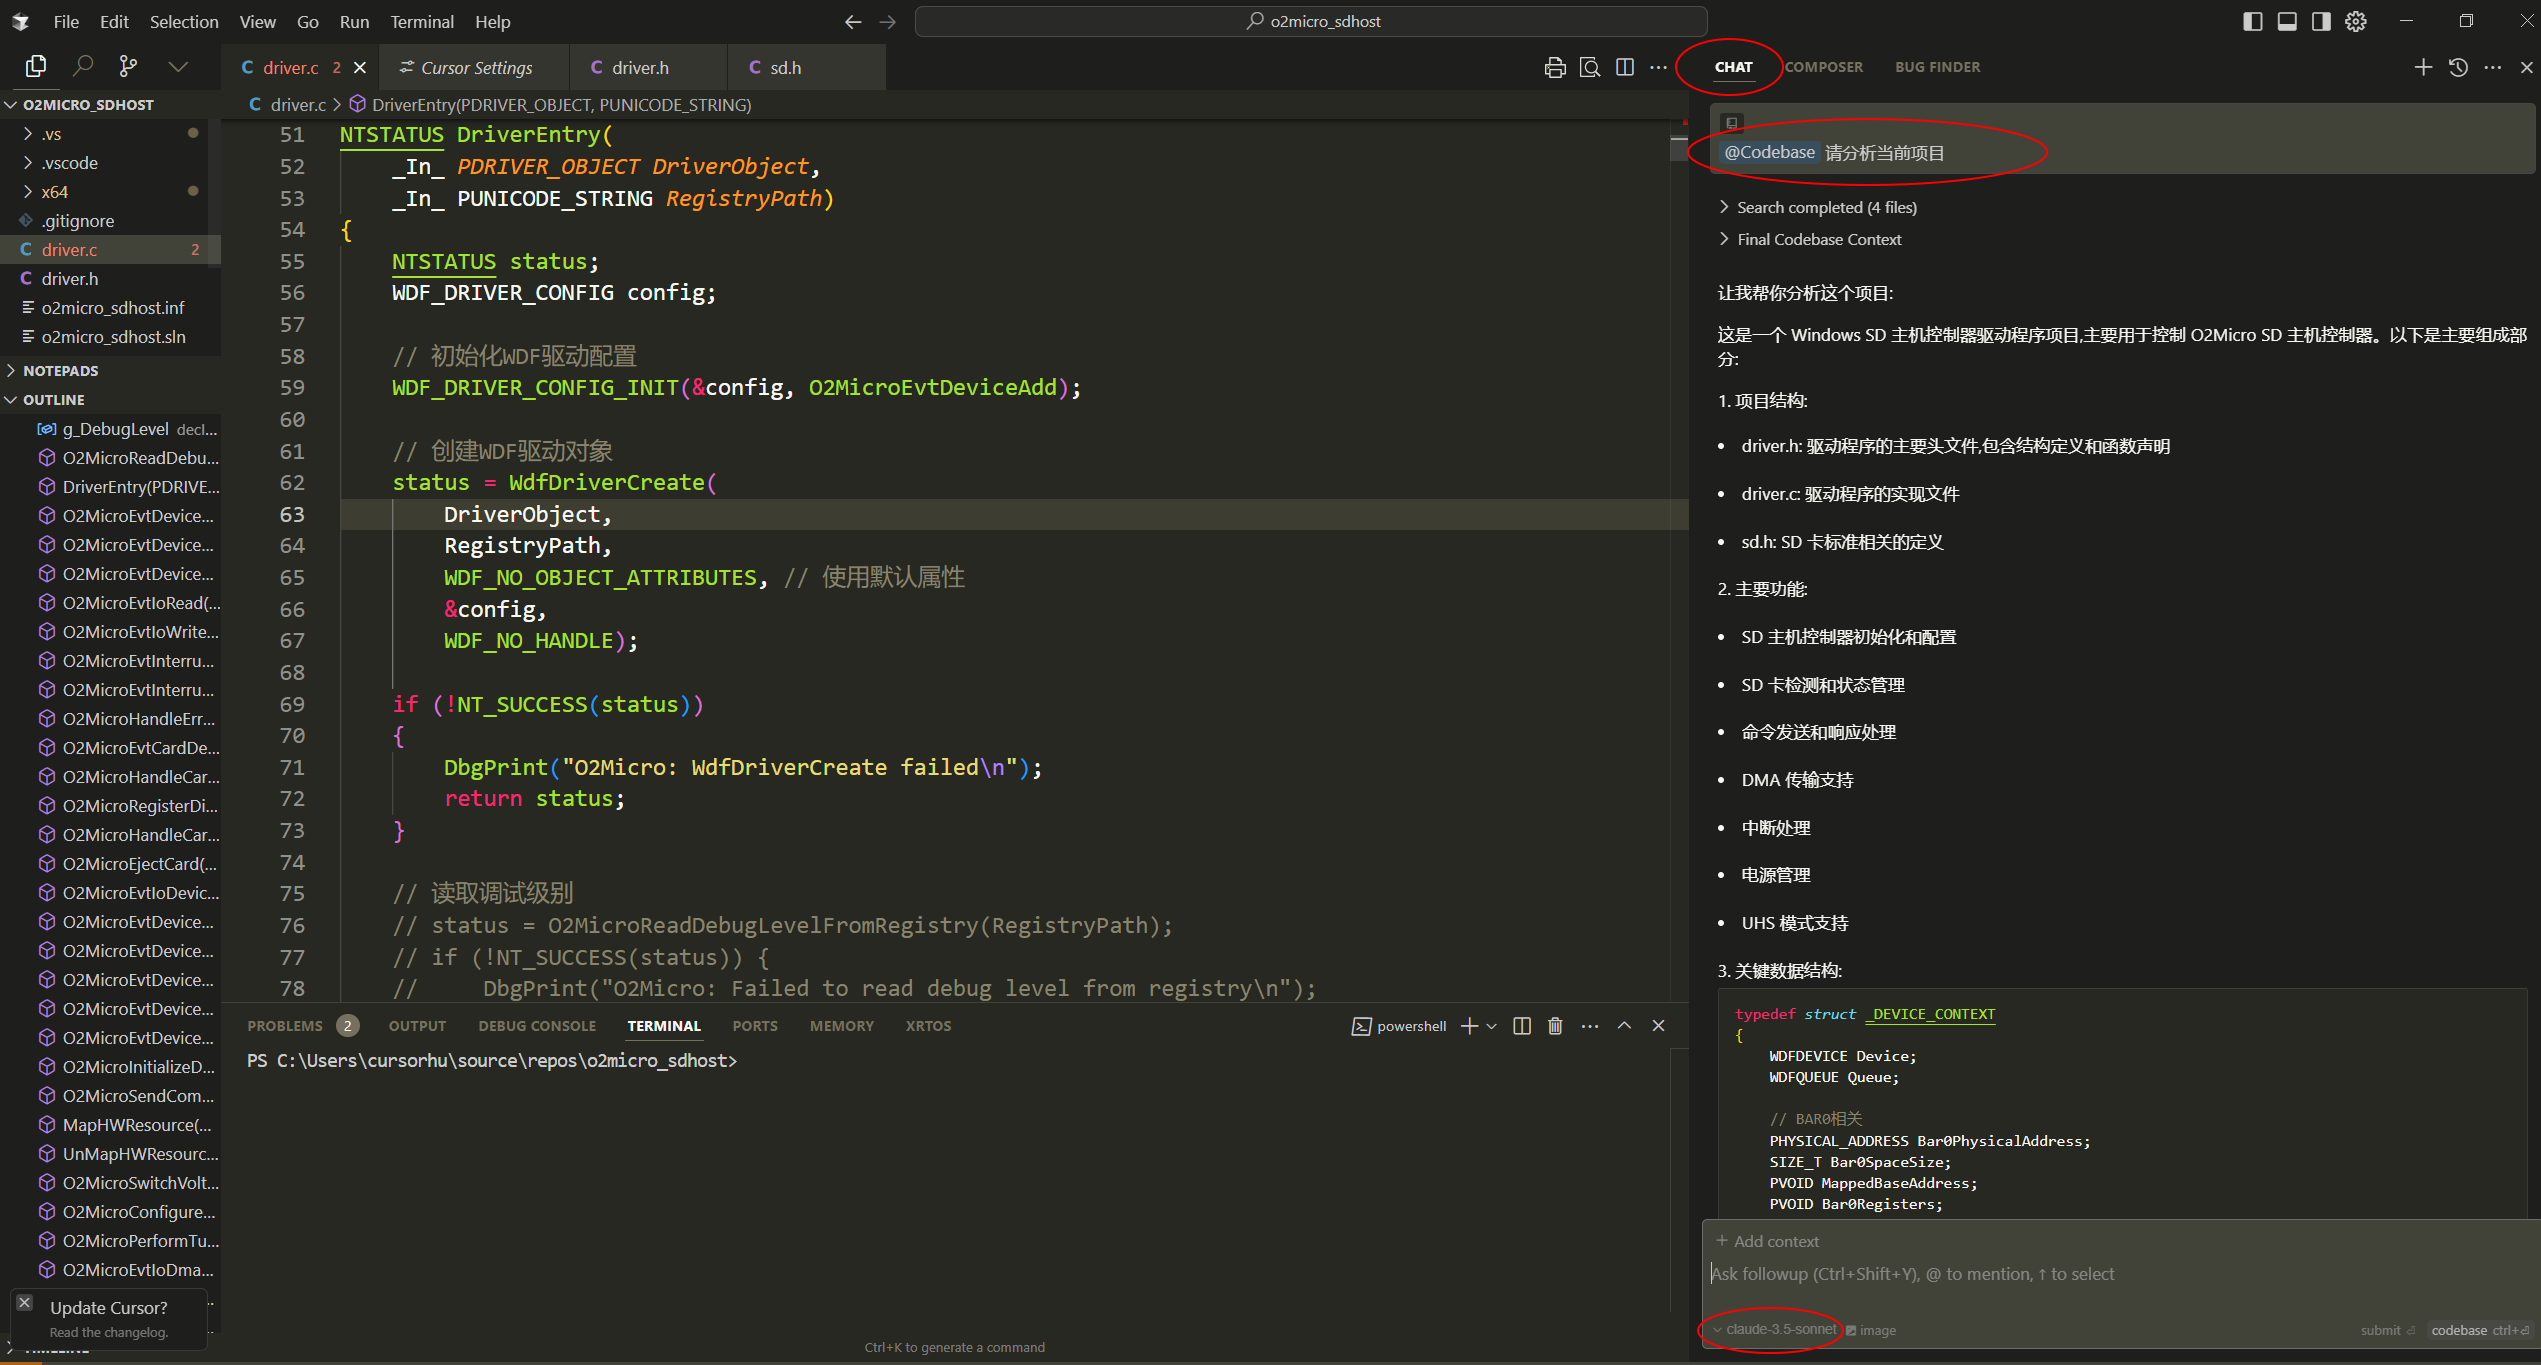 File Edit Selection View Go Run Terminal Help
o2micro_sdhost
driver.c 2
Cursor Settings
driver.h
sd.h
CHAT COMPOSER BUG FINDER
O2MICRO_SDHOST
.vs
.vscode
x64
.gitignore
driver.c 2
driver.h
o2micro_sdhost.inf
o2micro_sdhost.sln
NOTEPADS
OUTLINE
g_DebugLevel decl...
O2MicroReadDebu...
DriverEntry(PDRIVE...
O2MicroEvtDevice...
O2MicroEvtDevice...
O2MicroEvtDevice...
O2MicroEvtIoRead(...
O2MicroEvtIoWrite...
O2MicroEvtInterru...
O2MicroEvtInterru...
O2MicroHandleErr...
O2MicroEvtCardDe...
O2MicroHandleCar...
O2MicroRegisterDi...
O2MicroHandleCar...
O2MicroEjectCard(...
O2MicroEvtIoDevic...
O2MicroEvtDevice...
O2MicroEvtDevice...
O2MicroEvtDevice...
O2MicroEvtDevice...
O2MicroEvtDevice...
O2MicroInitializeD...
O2MicroSendCom...
MapHWResource(...
UnMapHWResourc...
O2MicroSwitchVolt...
O2MicroConfigure...
O2MicroPerformTu...
O2MicroEvtIoDma...
Update Cursor?
Read the changelog.
driver.c > DriverEntry(PDRIVER_OBJECT, PUNICODE_STRING)
51 NTSTATUS DriverEntry(
52 _In_ PDRIVER_OBJECT DriverObject,
53 _In_ PUNICODE_STRING RegistryPath)
54 {
55 NTSTATUS status;
56 WDF_DRIVER_CONFIG config;
57
58 // 初始化WDF驱动配置
59 WDF_DRIVER_CONFIG_INIT(&config, O2MicroEvtDeviceAdd);
60
61 // 创建WDF驱动对象
62 status = WdfDriverCreate(
63 DriverObject,
64 RegistryPath,
65 WDF_NO_OBJECT_ATTRIBUTES, // 使用默认属性
66 &config,
67 WDF_NO_HANDLE);
68
69 if (!NT_SUCCESS(status))
70 {
71 DbgPrint("O2Micro: WdfDriverCreate failed\n");
72 return status;
73 }
74
75 // 读取调试级别
76 // status = O2MicroReadDebugLevelFromRegistry(RegistryPath);
77 // if (!NT_SUCCESS(status)) {
78 // DbgPrint("O2Micro: Failed to read debug level from registry\n");
PROBLEMS 2 OUTPUT DEBUG CONSOLE TERMINAL PORTS MEMORY XRTOS
powershell
PS C:\Users\cursorhu\source\repos\o2micro_sdhost>
Ctrl+K to generate a command
@Codebase 请分析当前项目
Search completed (4 files)
Final Codebase Context
让我帮你分析这个项目:
这是一个 Windows SD 主机控制器驱动程序项目,主要用于控制 O2Micro SD 主机控制器。以下是主要组成部
分:
1. 项目结构:
• driver.h: 驱动程序的主要头文件,包含结构定义和函数声明
• driver.c: 驱动程序的实现文件
• sd.h: SD 卡标准相关的定义
2. 主要功能:
• SD 主机控制器初始化和配置
• SD 卡检测和状态管理
• 命令发送和响应处理
• DMA 传输支持
• 中断处理
• 电源管理
• UHS 模式支持
3. 关键数据结构:
typedef struct _DEVICE_CONTEXT
{
WDFDEVICE Device;
WDFQUEUE Queue;
// BAR0相关
PHYSICAL_ADDRESS Bar0PhysicalAddress;
SIZE_T Bar0SpaceSize;
PVOID MappedBaseAddress;
PVOID Bar0Registers;
+ Add context
Ask followup (Ctrl+Shift+Y), @ to mention, ↑ to select
claude-3.5-sonnet image
submit ⏎ codebase ctrl+⏎